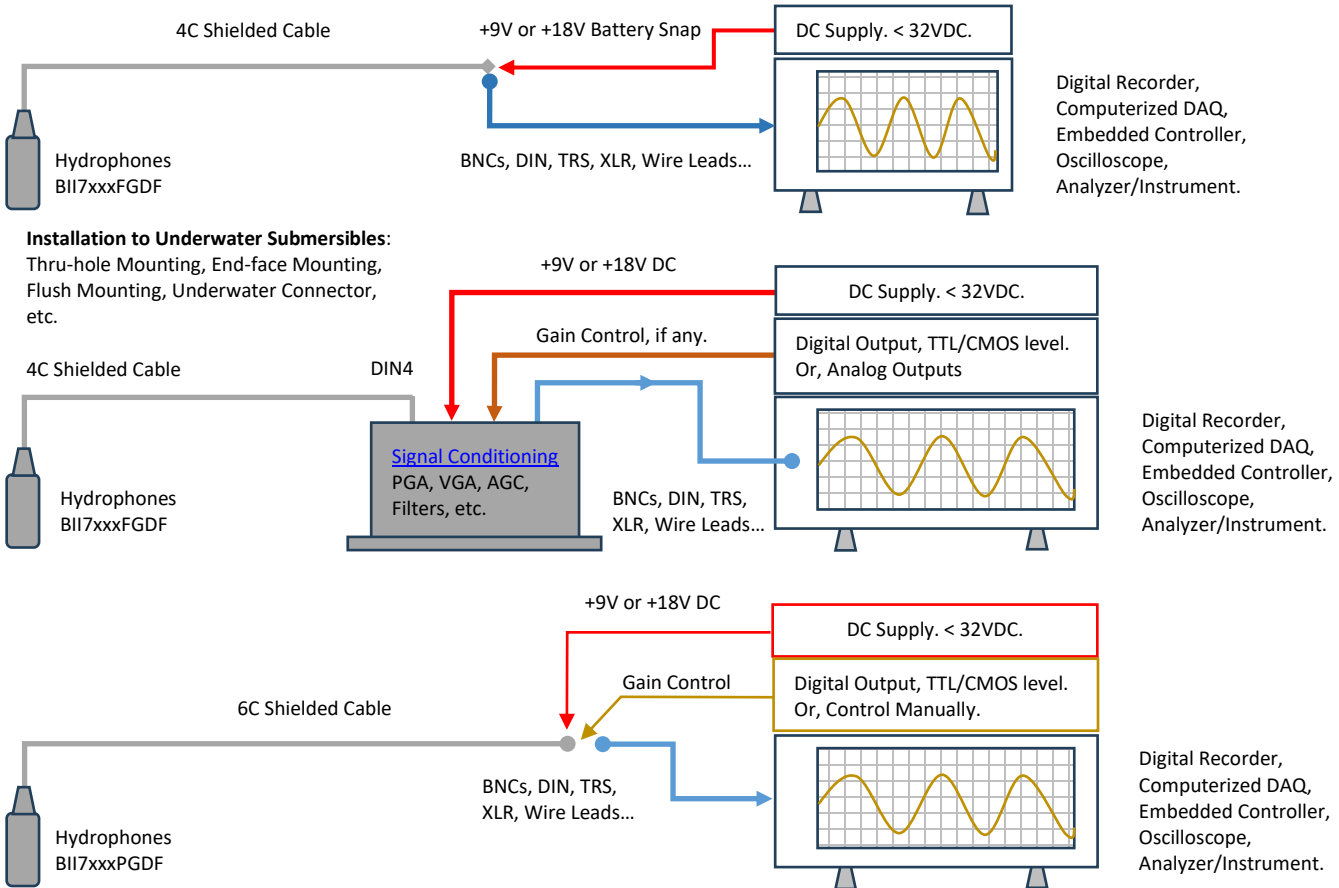 4C Shielded Cable
+9V or +18V Battery Snap
DC Supply. < 32VDC.
Hydrophones
BII7xxxFGDF
BNCs, DIN, TRS, XLR, Wire Leads...
Digital Recorder,
Computerized DAQ,
Embedded Controller,
Oscilloscope,
Analyzer/Instrument.
Installation to Underwater Submersibles:
Thru-hole Mounting, End-face Mounting,
Flush Mounting, Underwater Connector,
etc.
+9V or +18V DC
DC Supply. < 32VDC.
Gain Control, if any.
Digital Output, TTL/CMOS level.
Or, Analog Outputs
4C Shielded Cable
DIN4
Signal Conditioning
PGA, VGA, AGC,
Filters, etc.
Hydrophones
BII7xxxFGDF
BNCs, DIN, TRS,
XLR, Wire Leads...
Digital Recorder,
Computerized DAQ,
Embedded Controller,
Oscilloscope,
Analyzer/Instrument.
+9V or +18V DC
DC Supply. < 32VDC.
Gain Control
Digital Output, TTL/CMOS level.
Or, Control Manually.
6C Shielded Cable
BNCs, DIN, TRS,
XLR, Wire Leads...
Hydrophones
BII7xxxPGDF
Digital Recorder,
Computerized DAQ,
Embedded Controller,
Oscilloscope,
Analyzer/Instrument.